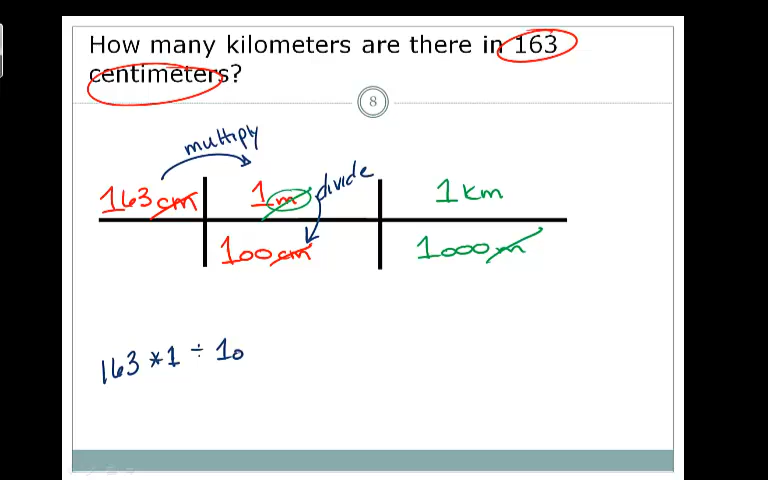 How many kilometers are there in 163
centimeters?
8
multiply
divide
163 cm 1 m 1 km
100 cm 1000 m
163 * 1 ÷ 10